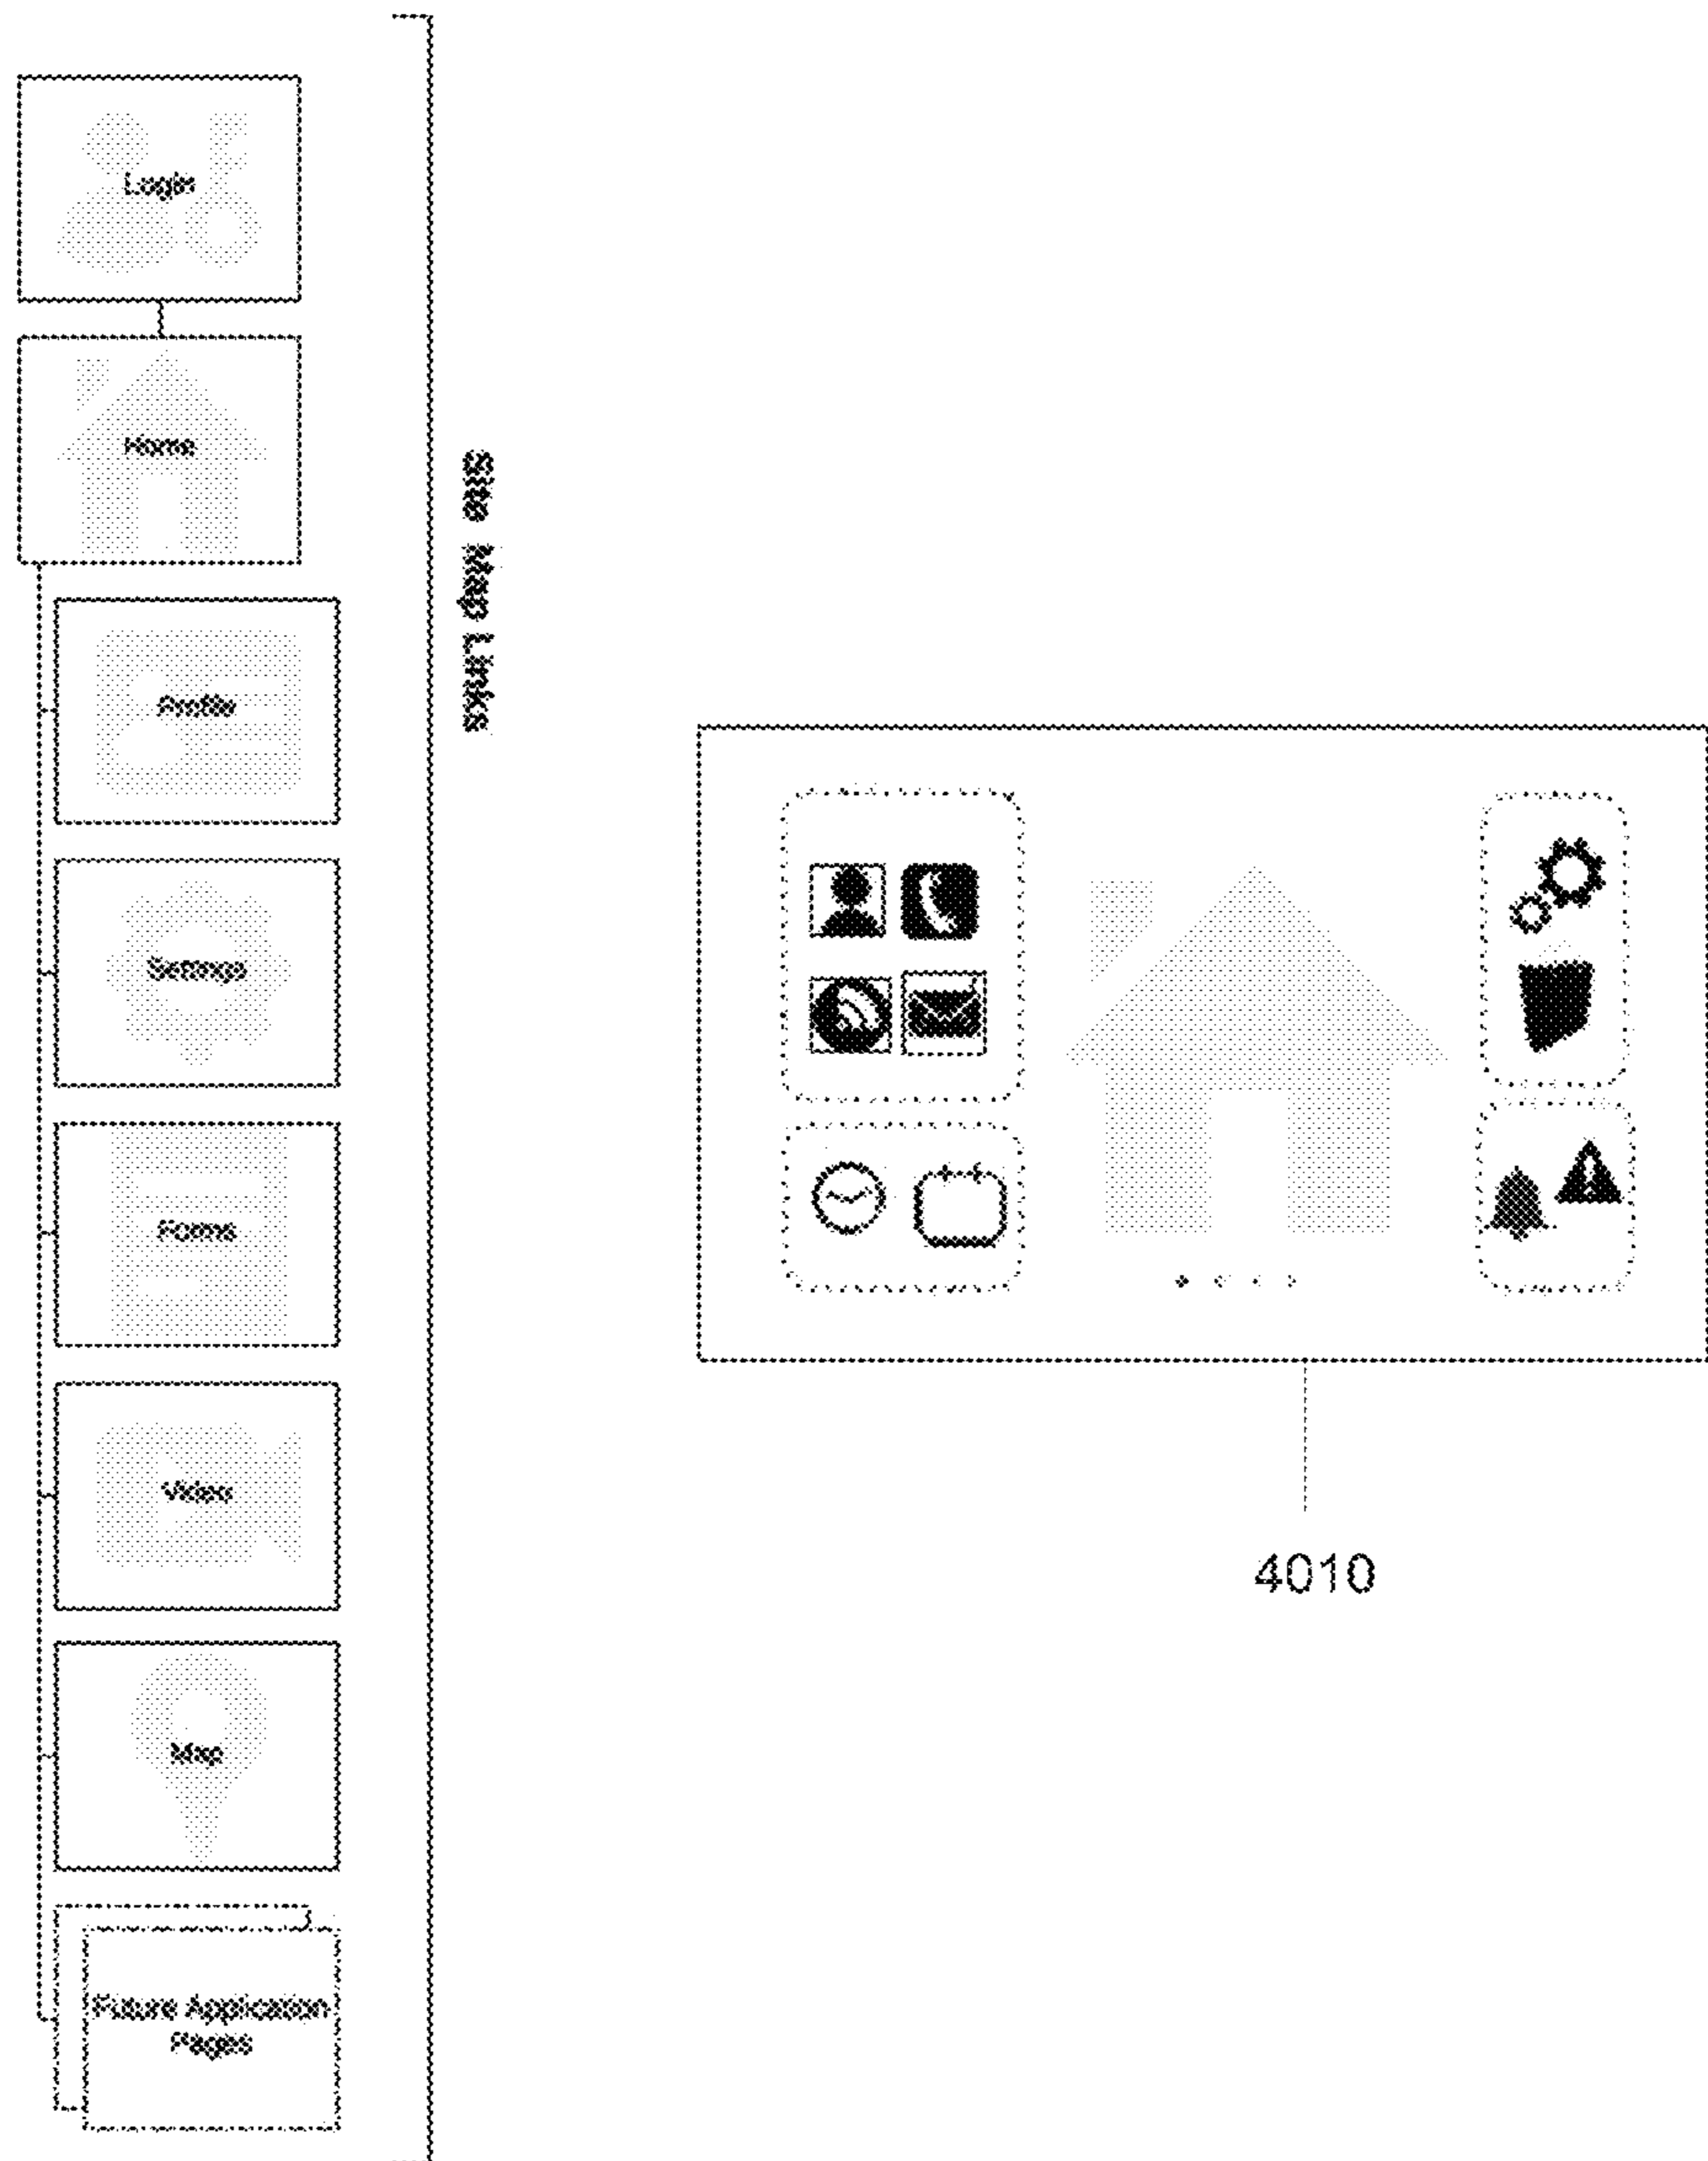 Login
Home
Site Map Links
Profile
Settings
Forms
Video
Map
Future Application
Pages
4010